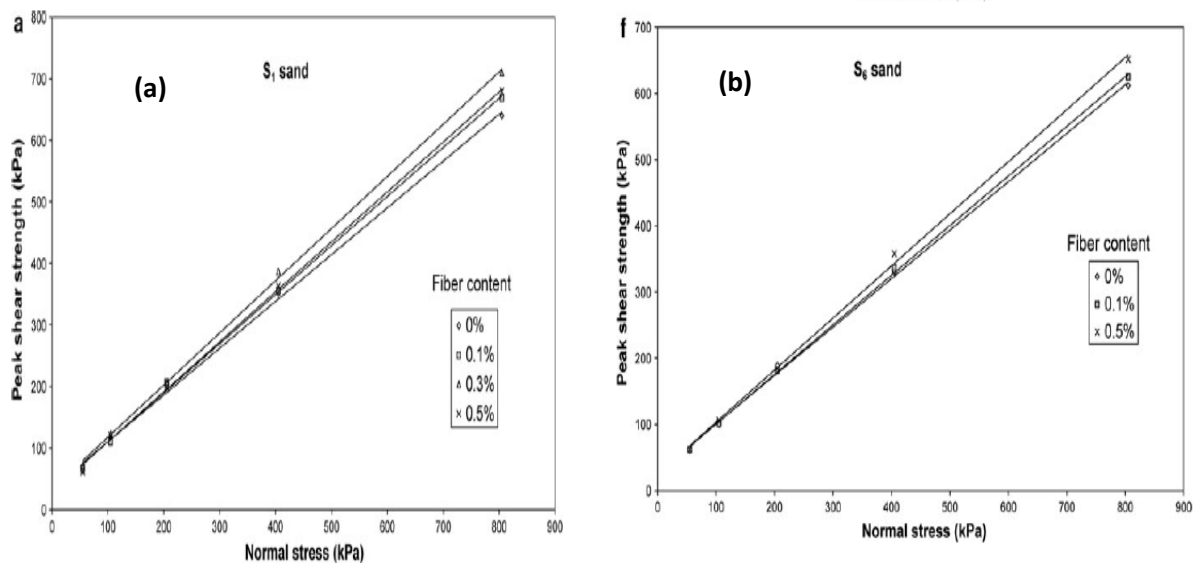 a
800
700
600
500
400
300
200
100
0
Peak shear strength (kPa)
(a)
S₁ sand
Fiber content
0%
0.1%
0.3%
0.5%
0 100 200 300 400 500 600 700 800 900
Normal stress (kPa)
f
700
600
500
400
300
200
100
0
Peak shear strength (kPa)
(b)
S₆ sand
Fiber content
0%
0.1%
0.5%
0 100 200 300 400 500 600 700 800 900
Normal stress (kPa)